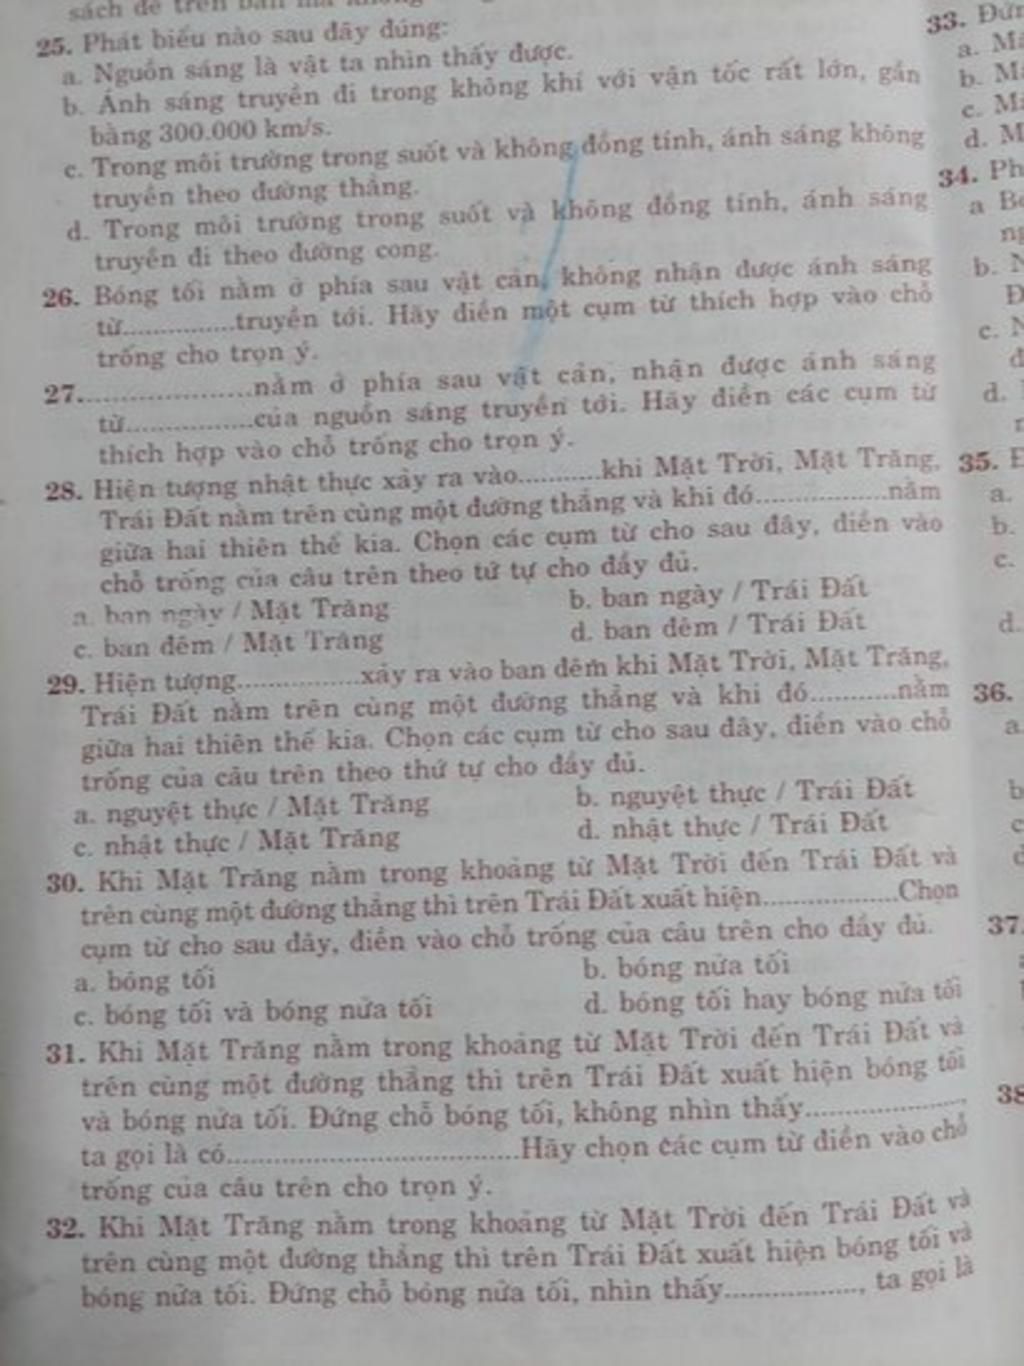 sách để trên bàn mà không
25. Phát biểu nào sau đây đúng:
a. Nguồn sáng là vật ta nhìn thấy được.
b. Ánh sáng truyền đi trong không khí với vận tốc rất lớn, gần
bằng 300.000 km/s.
c. Trong môi trường trong suốt và không đồng tính, ánh sáng không
truyền theo đường thẳng.
d. Trong môi trường trong suốt và không đồng tính, ánh sáng
truyền đi theo đường cong.
26. Bóng tối nằm ở phía sau vật cản, không nhận được ánh sáng
từ...............truyền tới. Hãy điền một cụm từ thích hợp vào chỗ
trống cho trọn ý.
27......................nằm ở phía sau vật cản, nhận được ánh sáng
từ.................của nguồn sáng truyền tới. Hãy điền các cụm từ
thích hợp vào chỗ trống cho trọn ý.
28. Hiện tượng nhật thực xảy ra vào...........khi Mặt Trời, Mặt Trăng,
Trái Đất nằm trên cùng một đường thẳng và khi đó.................nằm
giữa hai thiên thể kia. Chọn các cụm từ cho sau đây, điền vào
chỗ trống của câu trên theo tứ tự cho đầy đủ.
a. ban ngày / Mặt Trăng
b. ban ngày / Trái Đất
c. ban đêm / Mặt Trăng
d. ban đêm / Trái Đất
29. Hiện tượng................xảy ra vào ban đêm khi Mặt Trời, Mặt Trăng,
Trái Đất nằm trên cùng một đường thẳng và khi đó...........nằm
giữa hai thiên thể kia. Chọn các cụm từ cho sau đây, điền vào chỗ
trống của câu trên theo thứ tự cho đầy đủ.
a. nguyệt thực / Mặt Trăng
b. nguyệt thực / Trái Đất
c. nhật thực / Mặt Trăng
d. nhật thực / Trái Đất
30. Khi Mặt Trăng nằm trong khoảng từ Mặt Trời đến Trái Đất và
trên cùng một đường thẳng thì trên Trái Đất xuất hiện..................Chọn
cụm từ cho sau đây, điền vào chỗ trống của câu trên cho đầy đủ.
a. bóng tối
b. bóng nửa tối
c. bóng tối và bóng nửa tối
d. bóng tối hay bóng nửa tối
31. Khi Mặt Trăng nằm trong khoảng từ Mặt Trời đến Trái Đất và
trên cùng một đường thẳng thì trên Trái Đất xuất hiện bóng tối
và bóng nửa tối. Đứng chỗ bóng tối, không nhìn thấy.....................,
ta gọi là có......................................Hãy chọn các cụm từ điền vào chỗ
trống của câu trên cho trọn ý.
32. Khi Mặt Trăng nằm trong khoảng từ Mặt Trời đến Trái Đất và
trên cùng một đường thẳng thì trên Trái Đất xuất hiện bóng tối và
bóng nửa tối. Đứng chỗ bóng nửa tối, nhìn thấy.................., ta gọi là
33.
a.
b.
c.
d. M
34. Ph
a
b. N
Đ
c. N
d.
35.
a.
b.
c.
d.
36.
a.
b
c
37.
38